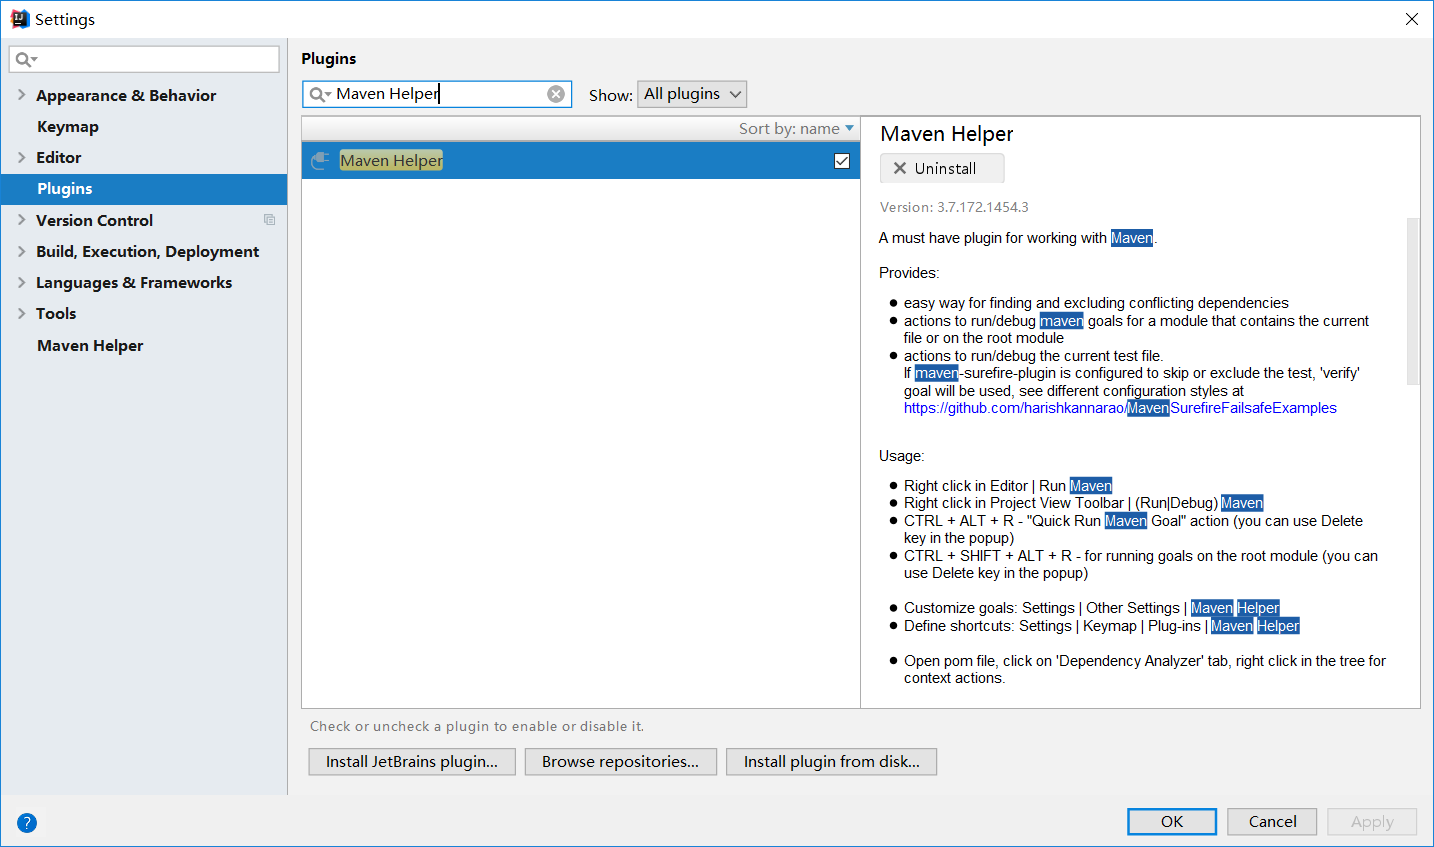 Settings
Plugins
Appearance & Behavior
Keymap
Editor
Plugins
Version Control
Build, Execution, Deployment
Languages & Frameworks
Tools
Maven Helper
Maven Helper
Show: All plugins
Sort by: name
Maven Helper
Maven Helper
Uninstall
Version: 3.7.172.1454.3
A must have plugin for working with Maven.
Provides:
easy way for finding and excluding conflicting dependencies
actions to run/debug maven goals for a module that contains the current
file or on the root module
actions to run/debug the current test file.
If maven-surefire-plugin is configured to skip or exclude the test, 'verify'
goal will be used, see different configuration styles at
https://github.com/harishkannarao/MavenSurefireFailsafeExamples
Usage:
Right click in Editor | Run Maven
Right click in Project View Toolbar | (Run|Debug) Maven
CTRL + ALT + R - "Quick Run Maven Goal" action (you can use Delete
key in the popup)
CTRL + SHIFT + ALT + R - for running goals on the root module (you can
use Delete key in the popup)
Customize goals: Settings | Other Settings | Maven Helper
Define shortcuts: Settings | Keymap | Plug-ins | Maven Helper
Open pom file, click on 'Dependency Analyzer' tab, right click in the tree for
context actions.
Check or uncheck a plugin to enable or disable it.
Install JetBrains plugin...
Browse repositories...
Install plugin from disk...
?
OK
Cancel
Apply